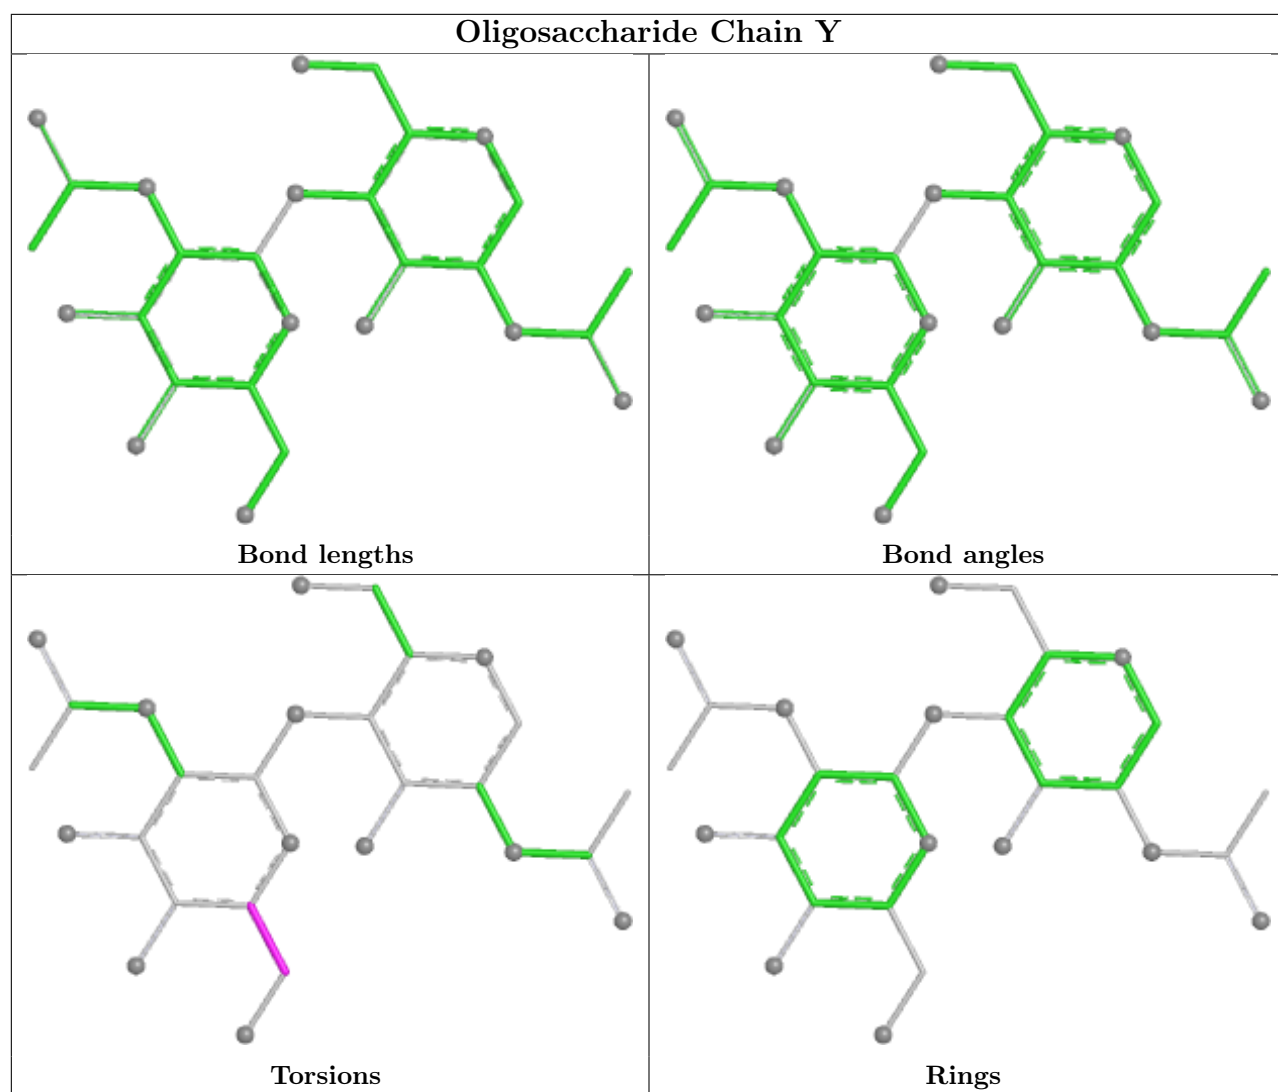 Oligosaccharide Chain Y
Bond lengths
Bond angles
Torsions
Rings